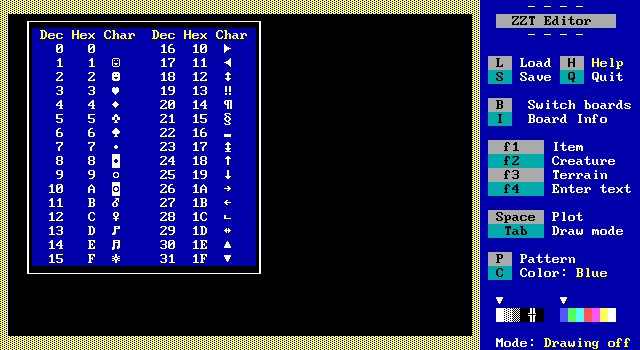 Dec Hex Char Dec Hex Char
0 0 16 10 ►
1 1 ☺ 17 11 ◄
2 2 ☻ 18 12 ↕
3 3 ♥ 19 13 ‼
4 4 ♦ 20 14 ¶
5 5 ♣ 21 15 §
6 6 ♠ 22 16 ▬
7 7 • 23 17 ↨
8 8 ◘ 24 18 ↑
9 9 ○ 25 19 ↓
10 A ◙ 26 1A →
11 B ♂ 27 1B ←
12 C ♀ 28 1C ∟
13 D ♪ 29 1D ↔
14 E ♫ 30 1E ▲
15 F ☼ 31 1F ▼
- - - -
ZZT Editor
- - - -
L Load H Help
S Save Q Quit
B Switch boards
I Board Info
f1 Item
f2 Creature
f3 Terrain
f4 Enter text
Space Plot
Tab Draw mode
P Pattern
C Color: Blue
Mode: Drawing off